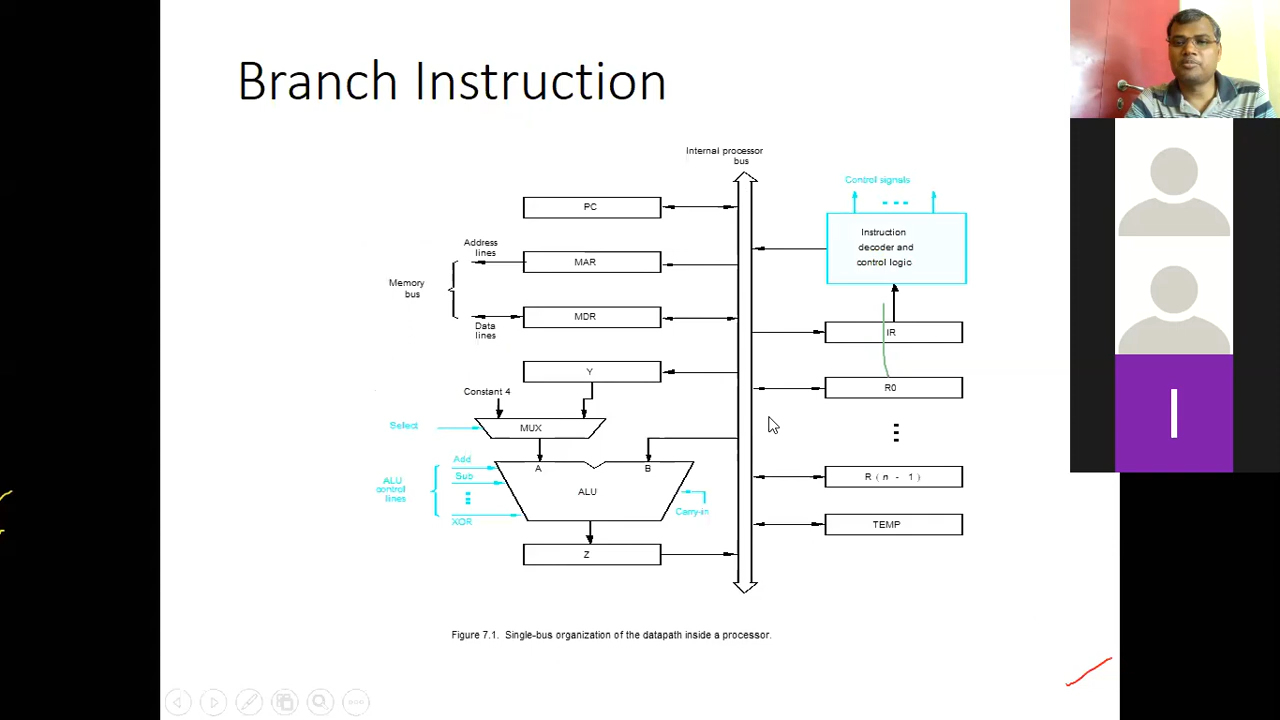 Branch Instruction
Internal processor
bus
Control signals
PC
Instruction
decoder and
control logic
Address
lines
MAR
Memory
bus
MDR
Data
lines
IR
Y
R0
Constant 4
Select
MUX
Add
A
B
Sub
ALU
control
lines
ALU
R ( n - 1 )
Carry-in
XOR
TEMP
Z
Figure 7.1. Single-bus organization of the datapath inside a processor.
I